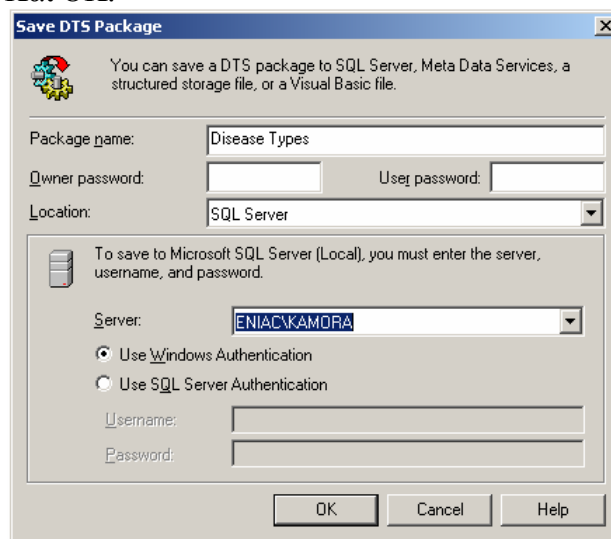 Save DTS Package
You can save a DTS package to SQL Server, Meta Data Services, a
structured storage file, or a Visual Basic file.
Package name: Disease Types
Owner password: User password:
Location: SQL Server
To save to Microsoft SQL Server (Local), you must enter the server,
username, and password.
Server: ENIAC\KAMORA
Use Windows Authentication
Use SQL Server Authentication
Username:
Password:
OK Cancel Help